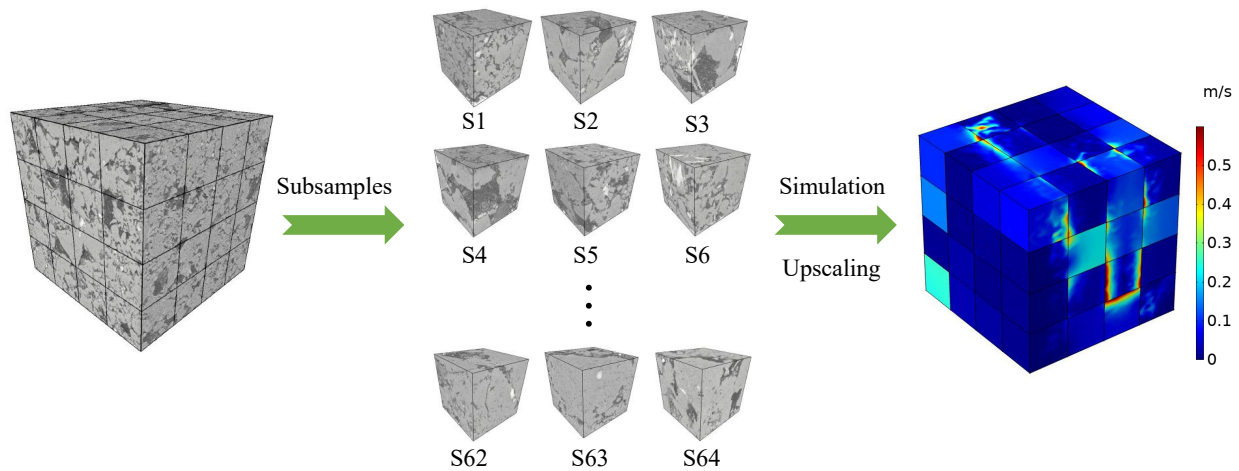 S1 S2 S3
Subsamples
S4 S5 S6
S62 S63 S64
Simulation
Upscaling
m/s
0.5
0.4
0.3
0.2
0.1
0